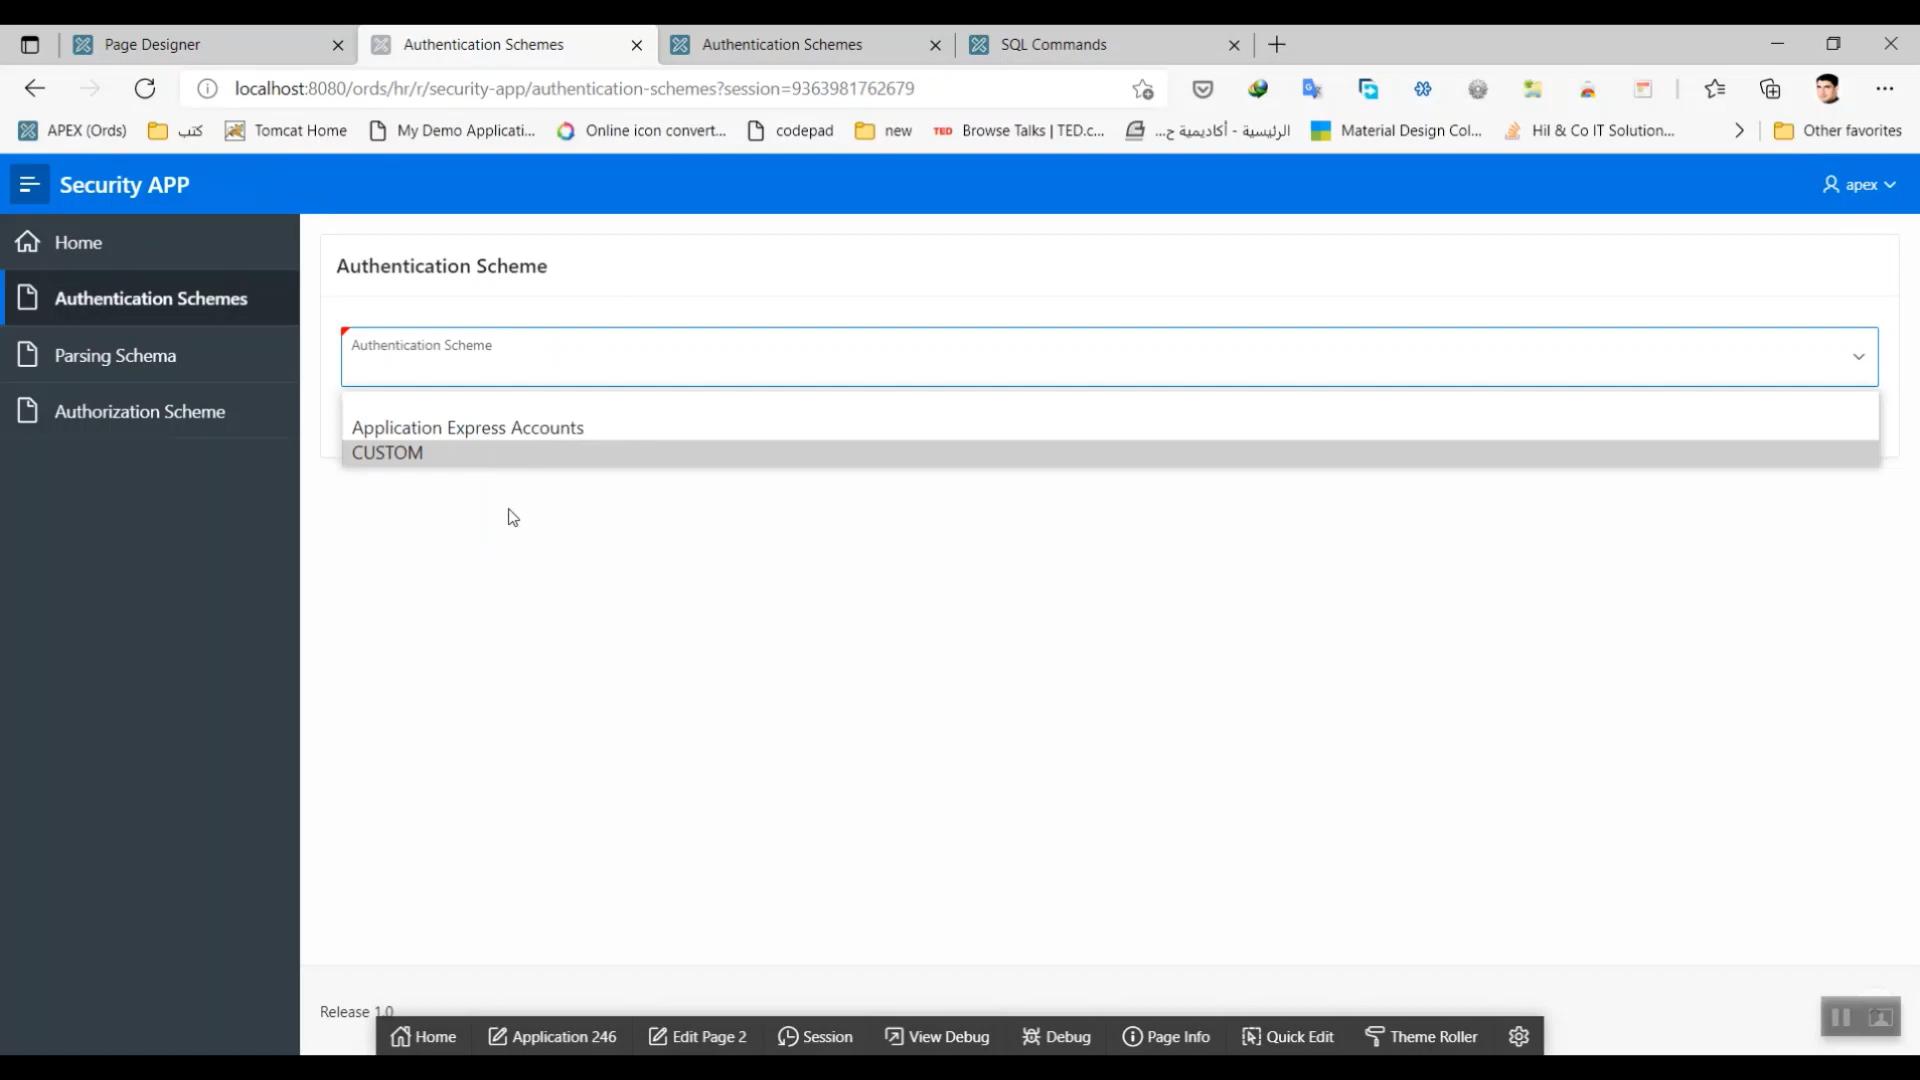 Page Designer
Authentication Schemes
Authentication Schemes
SQL Commands
localhost:8080/ords/hr/r/security-app/authentication-schemes?session=9363981762679
APEX (Ords)
كتب
Tomcat Home
My Demo Applicati...
Online icon convert...
codepad
new
TED
Browse Talks | TED.c...
الرئيسية - أكاديمية ح...
Material Design Col...
Hil & Co IT Solution...
Other favorites
Security APP
apex
Home
Authentication Schemes
Parsing Schema
Authorization Scheme
Authentication Scheme
Authentication Scheme
Application Express Accounts
CUSTOM
Release 1.0
Home
Application 246
Edit Page 2
Session
View Debug
Debug
Page Info
Quick Edit
Theme Roller